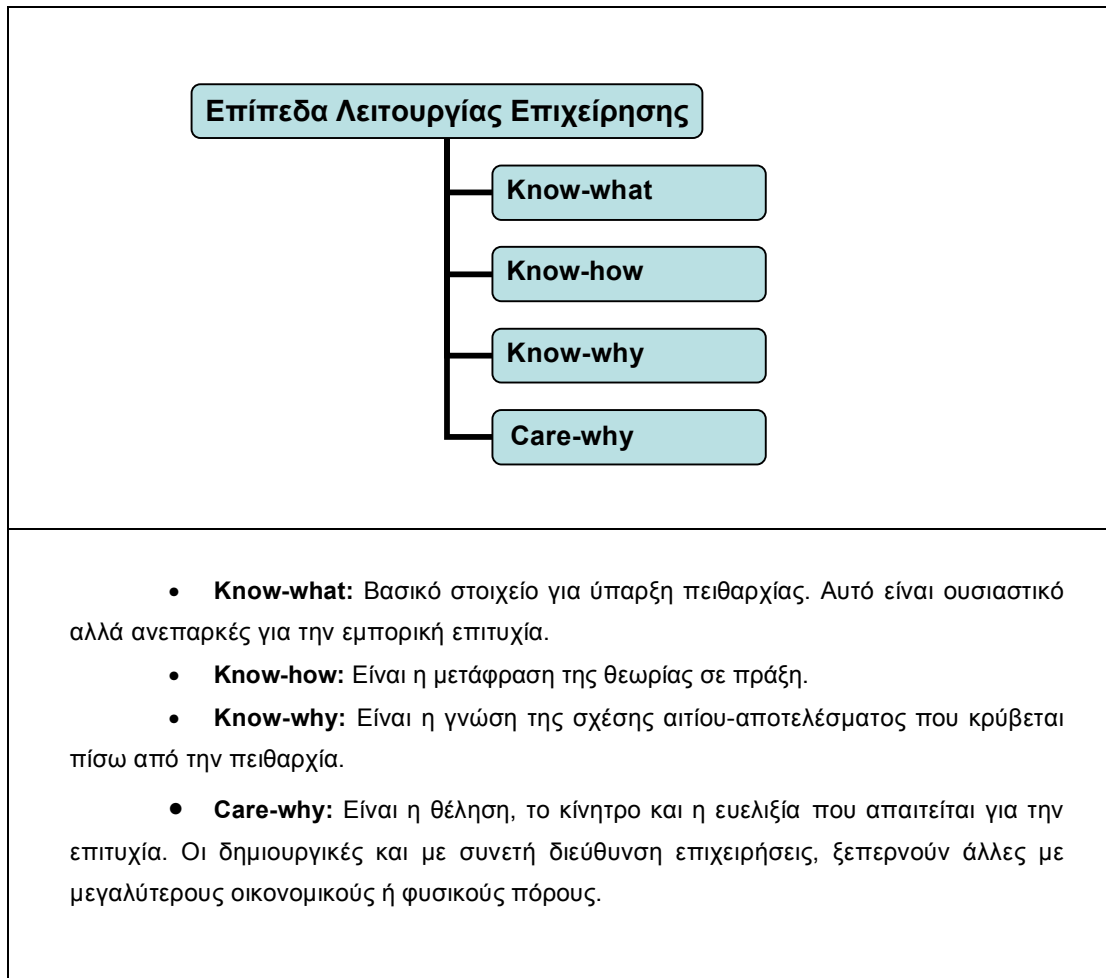 Επίπεδα Λειτουργίας Επιχείρησης
Know-what
Know-how
Know-why
Care-why
• Know-what: Βασικό στοιχείο για ύπαρξη πειθαρχίας. Αυτό είναι ουσιαστικό
αλλά ανεπαρκές για την εμπορική επιτυχία.
• Know-how: Είναι η μετάφραση της θεωρίας σε πράξη.
• Know-why: Είναι η γνώση της σχέσης αιτίου-αποτελέσματος που κρύβεται
πίσω από την πειθαρχία.
• Care-why: Είναι η θέληση, το κίνητρο και η ευελιξία που απαιτείται για την
επιτυχία. Οι δημιουργικές και με συνετή διεύθυνση επιχειρήσεις, ξεπερνούν άλλες με
μεγαλύτερους οικονομικούς ή φυσικούς πόρους.